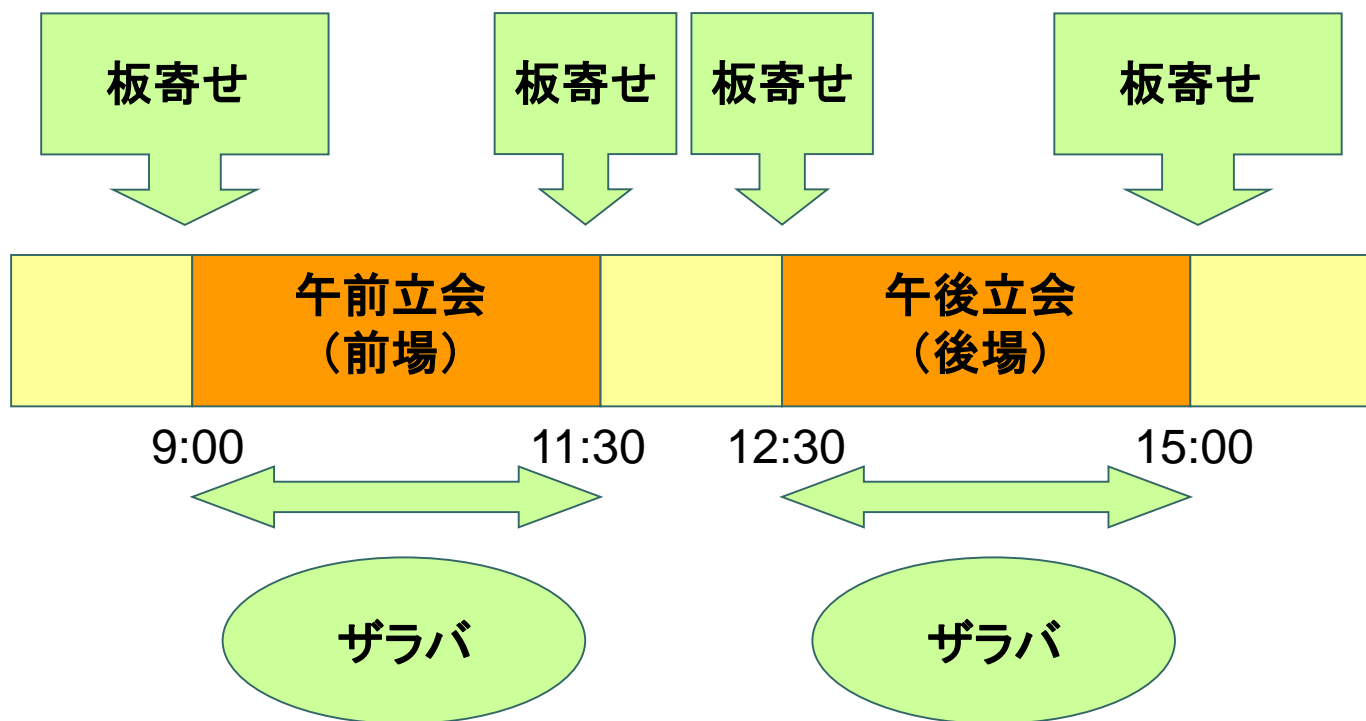 板寄せ
板寄せ
板寄せ
板寄せ
午前立会
（前場）
午後立会
（後場）
9:00
11:30
12:30
15:00
ザラバ
ザラバ